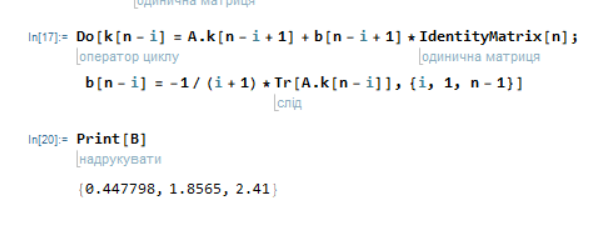 одинична матриця
In[17]:= Do[k[n - i] = A.k[n - i + 1] + b[n - i + 1] * IdentityMatrix[n];
оператор циклу одинична матриця
b[n - i] = -1 / (i + 1) * Tr[A.k[n - i]], {i, 1, n - 1}]
слід
In[20]:= Print[B]
надрукувати
{0.447798, 1.8565, 2.41}